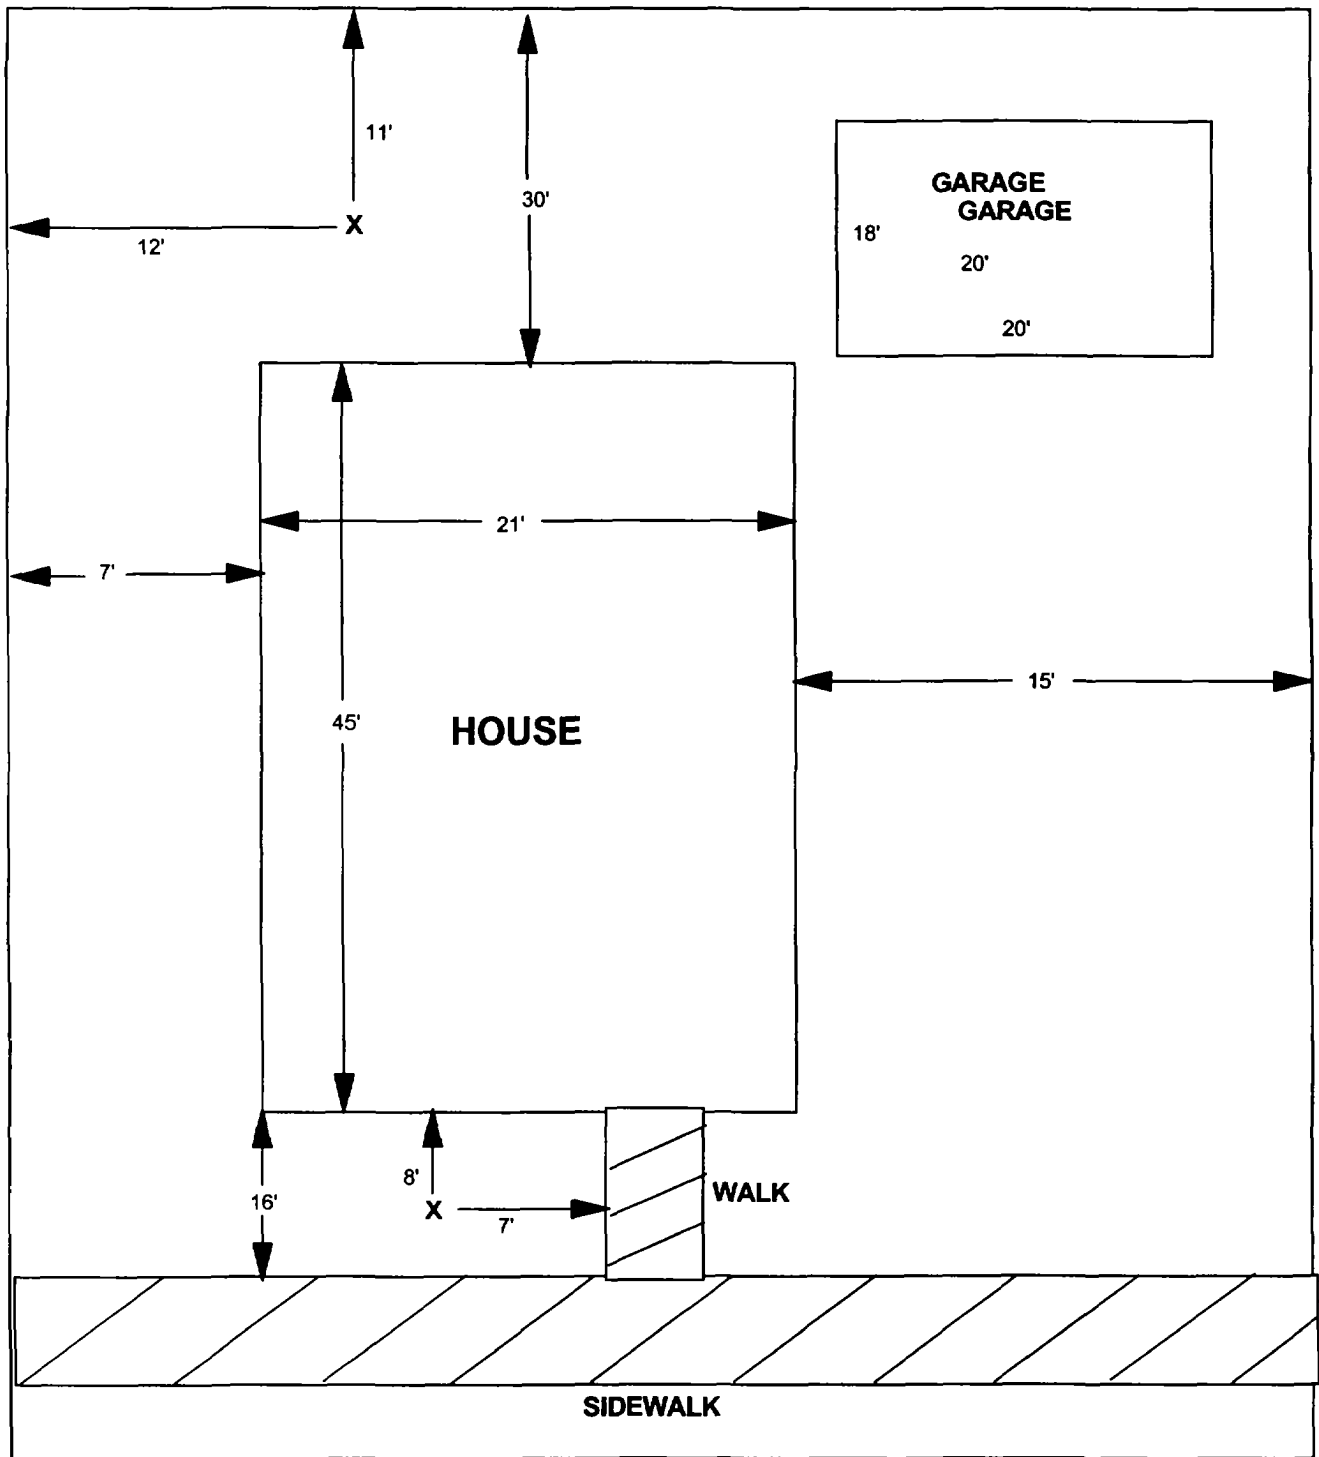 11'
30'
GARAGE
GARAGE
18'
12'
20'
20'
21'
7'
15'
45'
HOUSE
8'
WALK
16'
X
7'
X
SIDEWALK